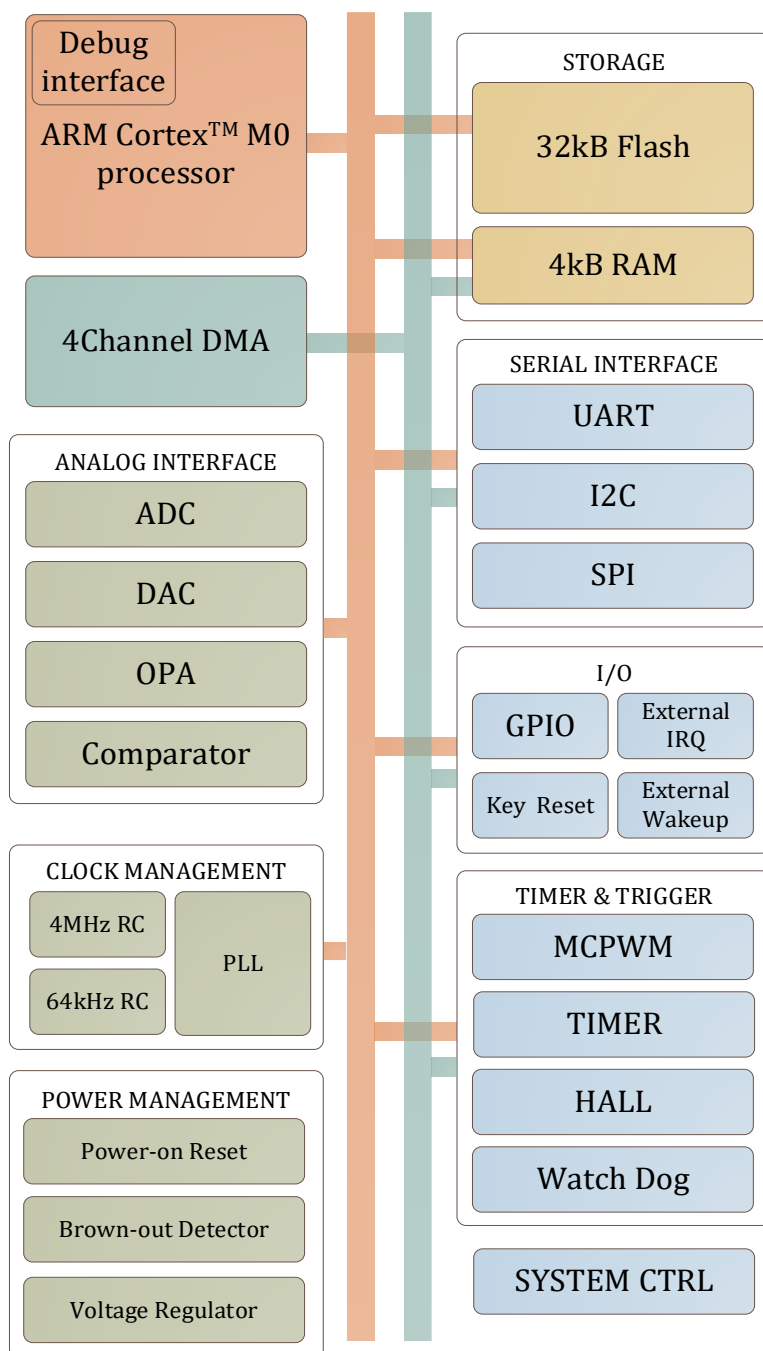 Debug
interface
ARM Cortex™ M0
processor
4Channel DMA
ANALOG INTERFACE
ADC
DAC
OPA
Comparator
CLOCK MANAGEMENT
4MHz RC
64kHz RC
PLL
POWER MANAGEMENT
Power-on Reset
Brown-out Detector
Voltage Regulator
STORAGE
32kB Flash
4kB RAM
SERIAL INTERFACE
UART
I2C
SPI
I/O
GPIO
External
IRQ
Key Reset
External
Wakeup
TIMER & TRIGGER
MCPWM
TIMER
HALL
Watch Dog
SYSTEM CTRL